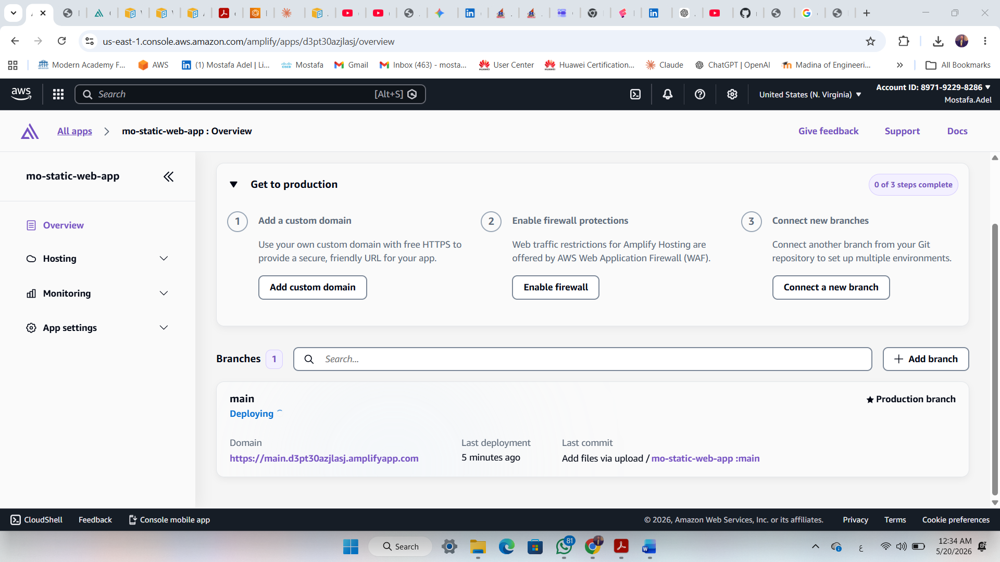 us-east-1.console.aws.amazon.com/amplify/apps/d3pt30azjlasj/overview
Modern Academy F...
AWS
(1) Mostafa Adel | Li...
Mostafa
Gmail
Inbox (463) - mosta...
User Center
Huawei Certification...
Claude
ChatGPT | OpenAI
Madina of Engineeri...
All Bookmarks
aws
Search
[Alt+S]
United States (N. Virginia)
Account ID: 8971-9229-8286
Mostafa.Adel
All apps
mo-static-web-app : Overview
Give feedback
Support
Docs
mo-static-web-app
Overview
Hosting
Monitoring
App settings
Get to production
0 of 3 steps complete
1
Add a custom domain
Use your own custom domain with free HTTPS to
provide a secure, friendly URL for your app.
Add custom domain
2
Enable firewall protections
Web traffic restrictions for Amplify Hosting are
offered by AWS Web Application Firewall (WAF).
Enable firewall
3
Connect new branches
Connect another branch from your Git
repository to set up multiple environments.
Connect a new branch
Branches
1
Search...
Add branch
main
Production branch
Deploying
Domain
https://main.d3pt30azjlasj.amplifyapp.com
Last deployment
5 minutes ago
Last commit
Add files via upload / mo-static-web-app :main
CloudShell
Feedback
Console mobile app
© 2026, Amazon Web Services, Inc. or its affiliates.
Privacy
Terms
Cookie preferences
Search
81
ع
12:34 AM
5/20/2026